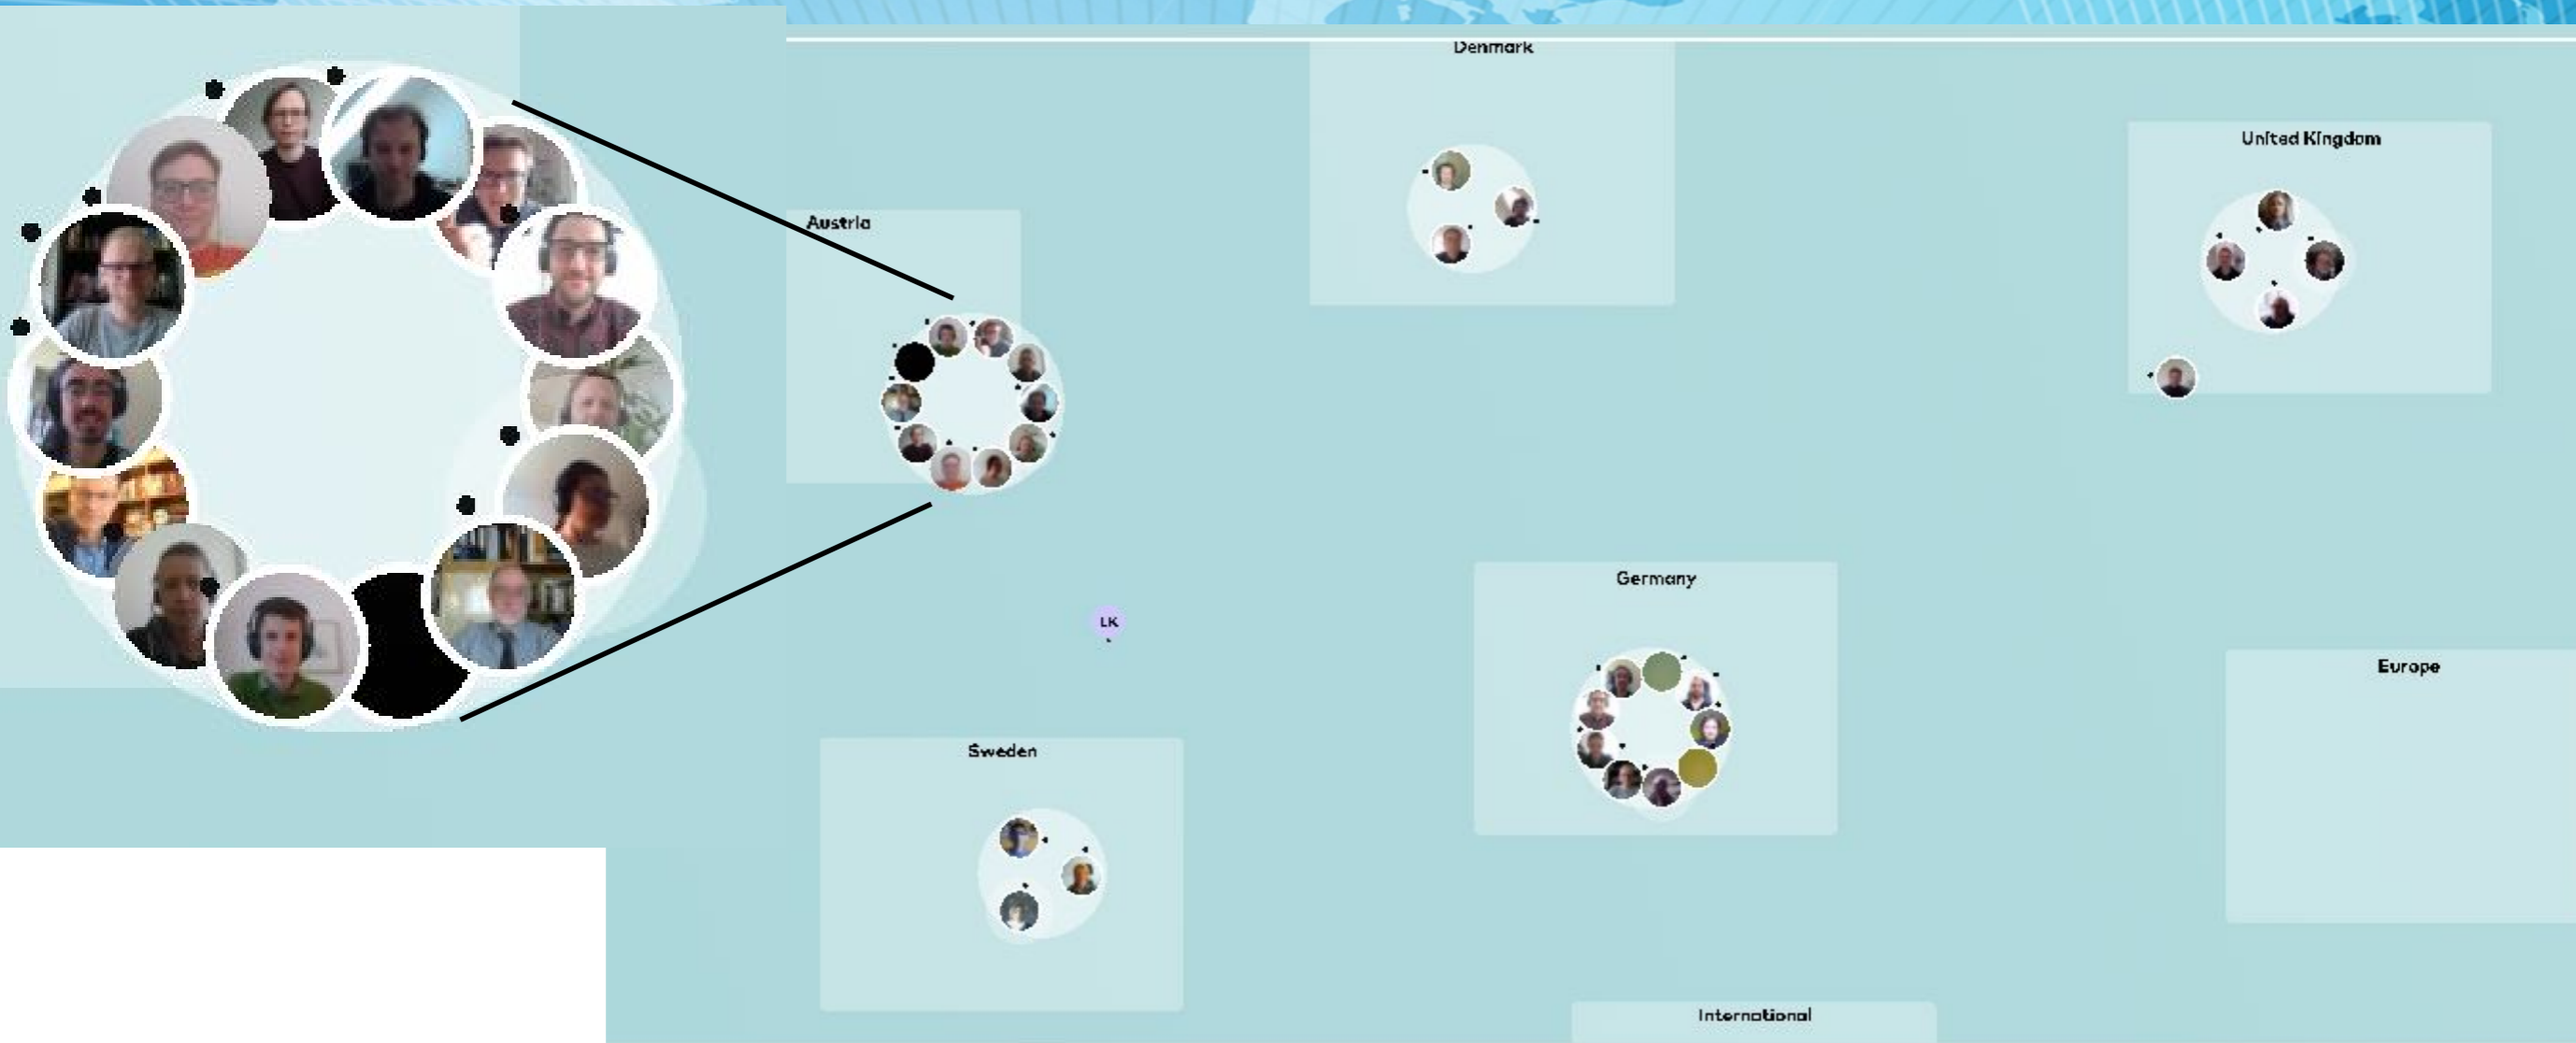 Denmark
United Kingdom
Austria
Germany
LK
Europe
Sweden
International